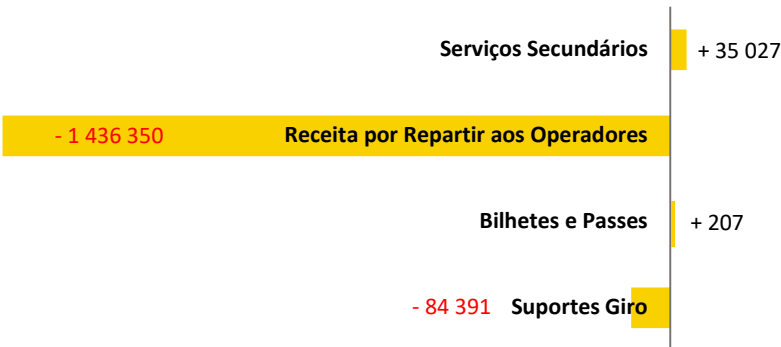 Serviços Secundários + 35 027
- 1 436 350 Receita por Repartir aos Operadores
Bilhetes e Passes + 207
- 84 391 Suportes Giro